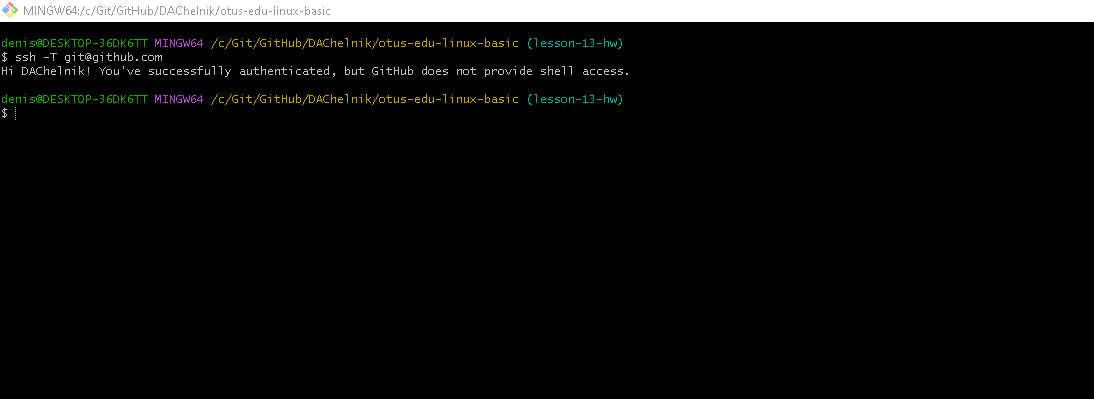 MINGW64:/c/Git/GitHub/DAChelnik/otus-edu-linux-basic
denis@DESKTOP-36DK6TT MINGW64 /c/Git/GitHub/DAChelnik/otus-edu-linux-basic (lesson-13-hw)
$ ssh -T git@github.com
Hi DAChelnik! You've successfully authenticated, but GitHub does not provide shell access.
denis@DESKTOP-36DK6TT MINGW64 /c/Git/GitHub/DAChelnik/otus-edu-linux-basic (lesson-13-hw)
$